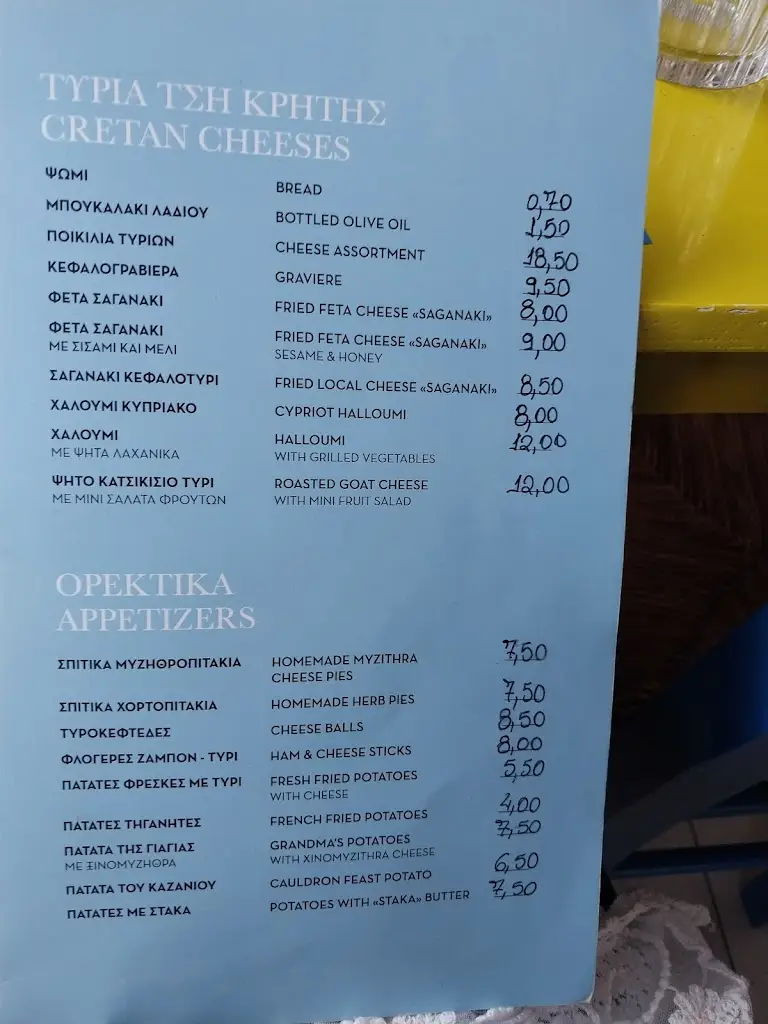 ΤΥΡΙΑ ΤΣΗ ΚΡΗΤΗΣ
CRETAN CHEESES
ΨΩΜΙ BREAD 0,70
ΜΠΟΥΚΑΛΑΚΙ ΛΑΔΙΟΥ BOTTLED OLIVE OIL 1,50
ΠΟΙΚΙΛΙΑ ΤΥΡΙΩΝ CHEESE ASSORTMENT 18,50
ΚΕΦΑΛΟΓΡΑΒΙΕΡΑ GRAVIERE 9,50
ΦΕΤΑ ΣΑΓΑΝΑΚΙ FRIED FETA CHEESE «SAGANAKI» 8,00
ΦΕΤΑ ΣΑΓΑΝΑΚΙ FRIED FETA CHEESE «SAGANAKI» 9,00
ΜΕ ΣΙΣΑΜΙ ΚΑΙ ΜΕΛΙ SESAME & HONEY
ΣΑΓΑΝΑΚΙ ΚΕΦΑΛΟΤΥΡΙ FRIED LOCAL CHEESE «SAGANAKI» 8,50
ΧΑΛΟΥΜΙ ΚΥΠΡΙΑΚΟ CYPRIOT HALLOUMI 8,00
ΧΑΛΟΥΜΙ HALLOUMI 12,00
ΜΕ ΨΗΤΑ ΛΑΧΑΝΙΚΑ WITH GRILLED VEGETABLES
ΨΗΤΟ ΚΑΤΣΙΚΙΣΙΟ ΤΥΡΙ ROASTED GOAT CHEESE 12,00
ΜΕ ΜΙΝΙ ΣΑΛΑΤΑ ΦΡΟΥΤΩΝ WITH MINI FRUIT SALAD
ΟΡΕΚΤΙΚΑ
APPETIZERS
ΣΠΙΤΙΚΑ ΜΥΖΗΘΡΟΠΙΤΑΚΙΑ HOMEMADE MYZITHRA 7,50
CHEESE PIES
ΣΠΙΤΙΚΑ ΧΟΡΤΟΠΙΤΑΚΙΑ HOMEMADE HERB PIES 7,50
ΤΥΡΟΚΕΦΤΕΔΕΣ CHEESE BALLS 8,50
ΦΛΟΓΕΡΕΣ ΖΑΜΠΟΝ - ΤΥΡΙ HAM & CHEESE STICKS 8,00
ΠΑΤΑΤΕΣ ΦΡΕΣΚΕΣ ΜΕ ΤΥΡΙ FRESH FRIED POTATOES 5,50
WITH CHEESE
ΠΑΤΑΤΕΣ ΤΗΓΑΝΗΤΕΣ FRENCH FRIED POTATOES 4,00
ΠΑΤΑΤΑ ΤΗΣ ΓΙΑΓΙΑΣ GRANDMA'S POTATOES 7,50
ΜΕ ΞΙΝΟΜΥΖΗΘΡΑ WITH XINOMYZITHRA CHEESE
ΠΑΤΑΤΑ ΤΟΥ ΚΑΖΑΝΙΟΥ CAULDRON FEAST POTATO 6,50
ΠΑΤΑΤΕΣ ΜΕ ΣΤΑΚΑ POTATOES WITH «STAKA» BUTTER 7,50